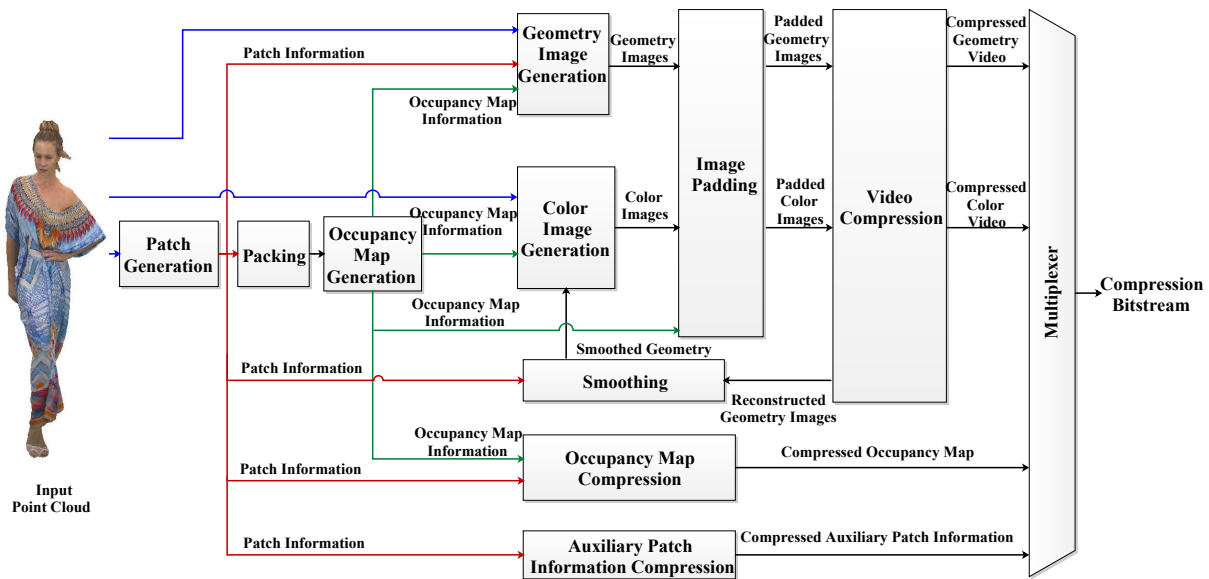 Geometry
Image
Generation
Geometry
Images
Padded
Geometry
Images
Compressed
Geometry
Video
Patch Information
Occupancy Map
Information
Image
Padding
Video
Compression
Color
Image
Generation
Color
Images
Padded
Color
Images
Compressed
Color
Video
Occupancy Map
Information
Patch
Generation
Packing
Occupancy
Map
Generation
Occupancy Map
Information
Multiplexer
Compression
Bitstream
Smoothed Geometry
Patch Information
Smoothing
Reconstructed
Geometry Images
Occupancy Map
Information
Patch Information
Occupancy Map
Compression
Compressed Occupancy Map
Input
Point Cloud
Patch Information
Auxiliary Patch
Information Compression
Compressed Auxiliary Patch Information